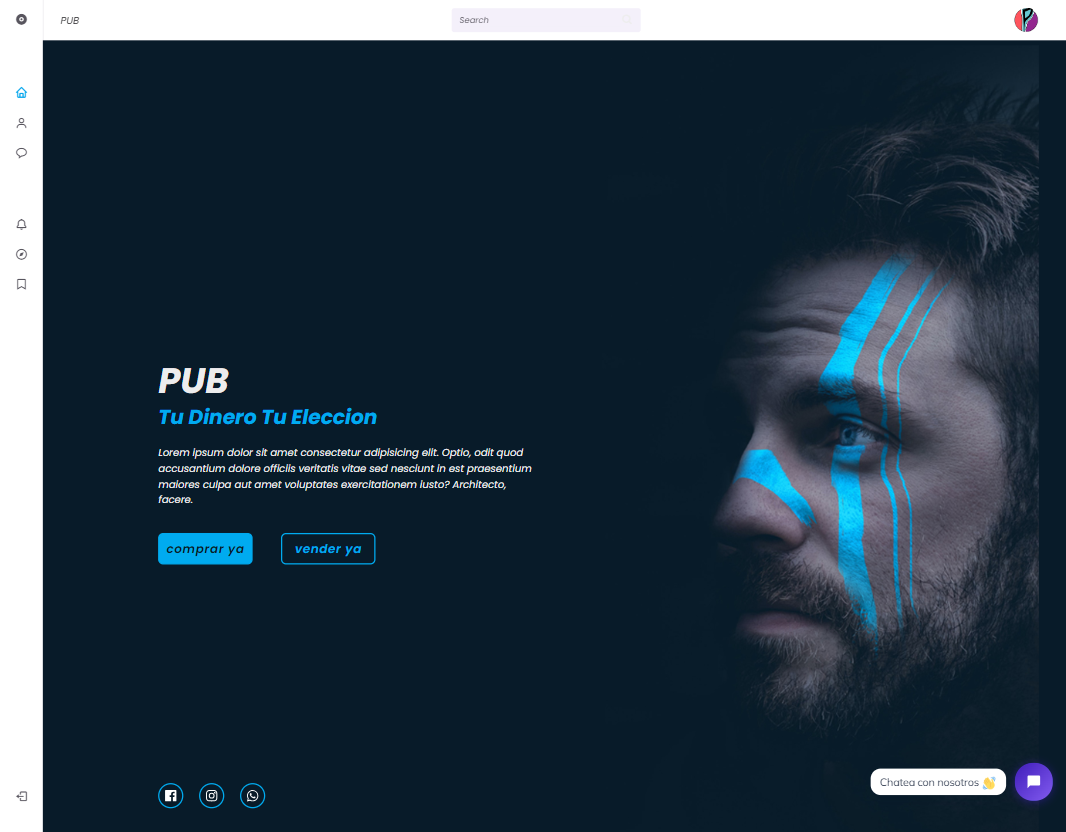 PUB
Search
PUB
Tu Dinero Tu Eleccion
Lorem ipsum dolor sit amet consectetur adipisicing elit. Optio, odit quod
accusantium dolore officiis veritatis vitae sed nesciunt in est praesentium
maiores culpa aut amet voluptates exercitationem iusto? Architecto,
facere.
comprar ya
vender ya
Chatea con nosotros 👋